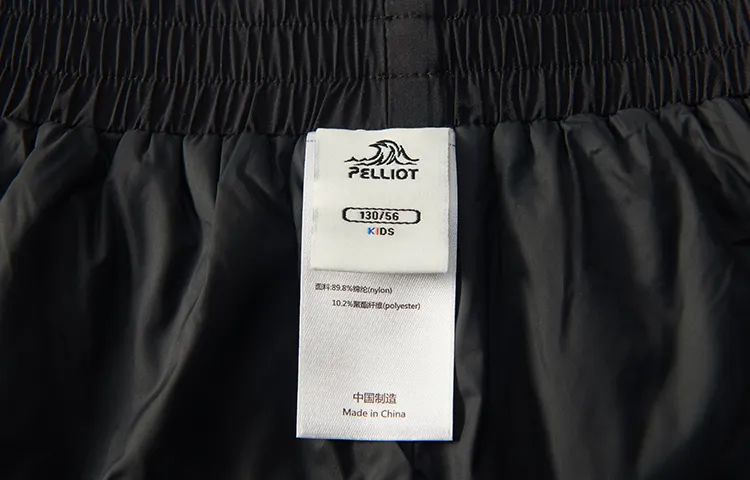 PELLIOT
130/56
KIDS
面料:89.8%锦纶(nylon)
10.2%聚酯纤维(polyester)
中国制造
Made in China